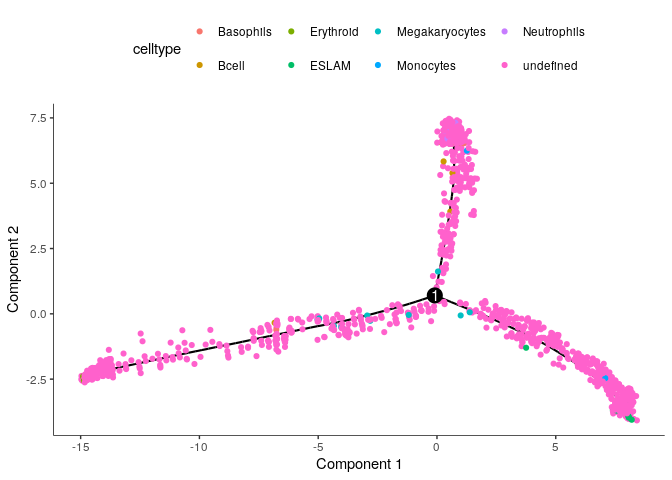 celltype
Basophils Erythroid Megakaryocytes Neutrophils
Bcell ESLAM Monocytes undefined
7.5
5.0
2.5
0.0
-2.5
Component 2
1
-15 -10 -5 0 5
Component 1